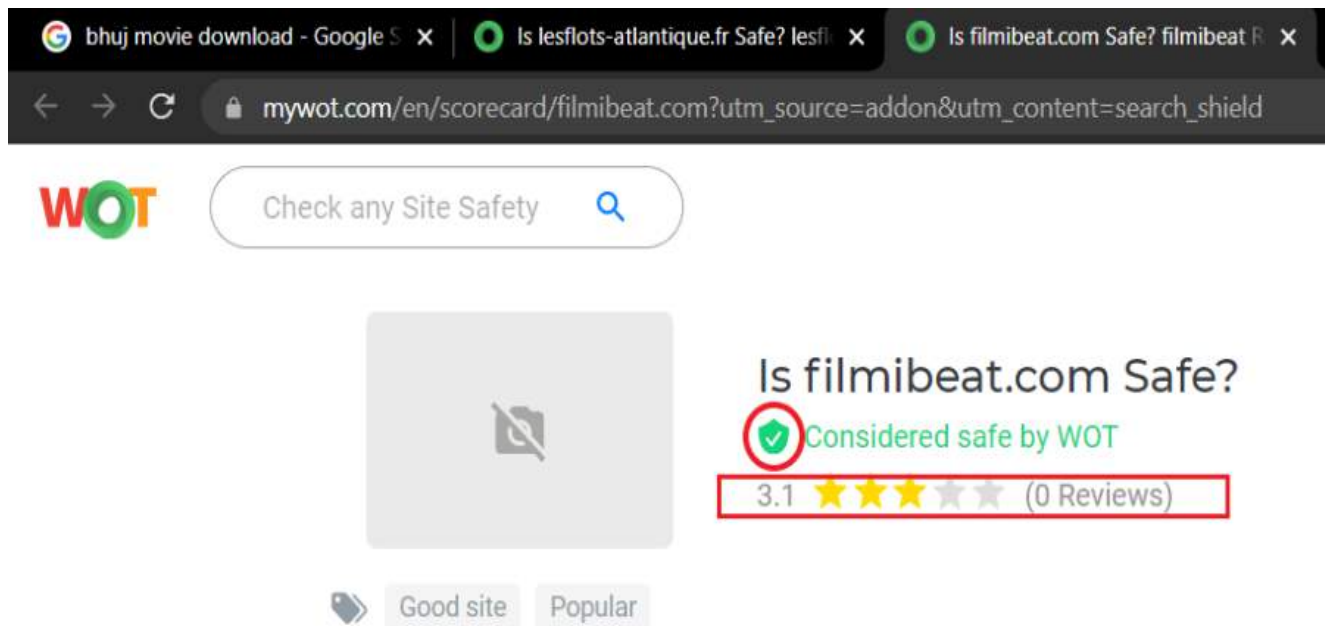 bhuj movie download - Google S
Is lesflots-atlantique.fr Safe? lesfl
Is filmibeat.com Safe? filmibeat R
mywot.com/en/scorecard/filmibeat.com?utm_source=addon&utm_content=search_shield
WOT
Check any Site Safety
Is filmibeat.com Safe?
Considered safe by WOT
3.1 (0 Reviews)
Good site Popular